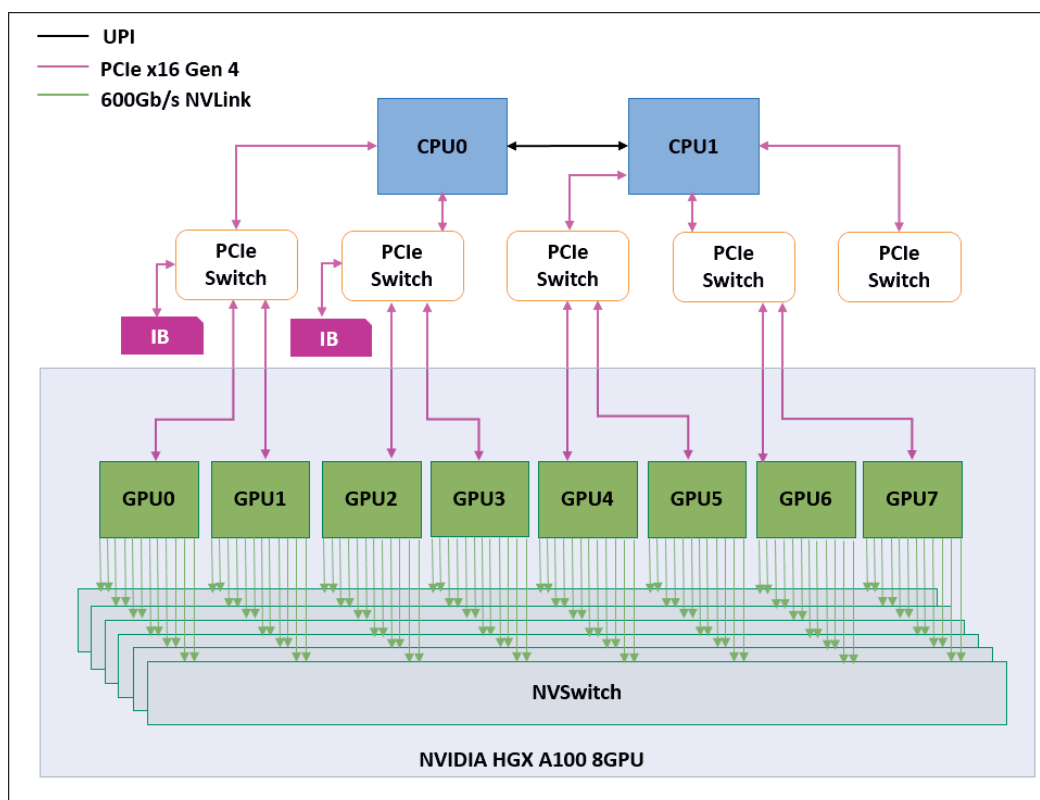 UPI
PCIe x16 Gen 4
600Gb/s NVLink
CPU0
CPU1
PCIe
Switch
PCIe
Switch
PCIe
Switch
PCIe
Switch
PCIe
Switch
IB
IB
GPU0
GPU1
GPU2
GPU3
GPU4
GPU5
GPU6
GPU7
NVSwitch
NVIDIA HGX A100 8GPU